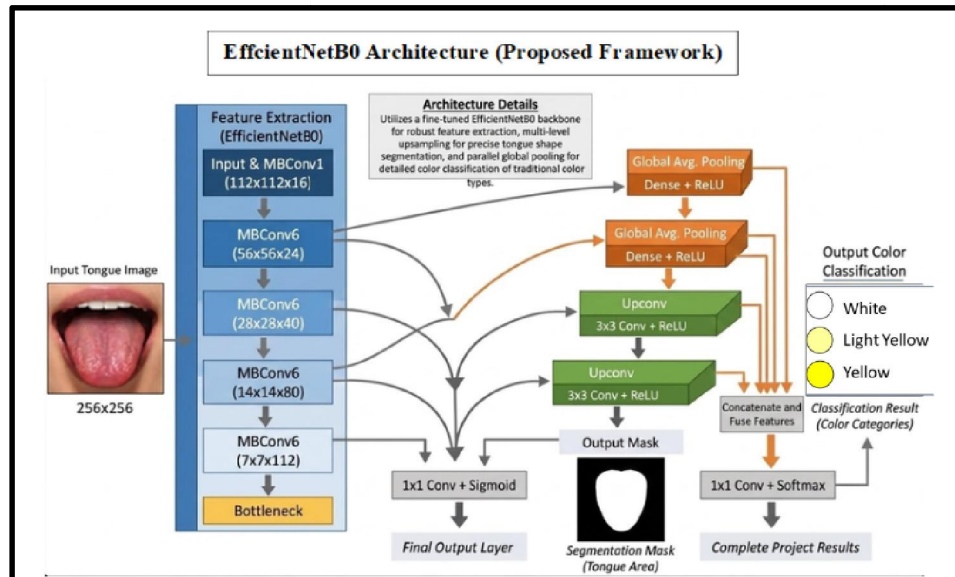 EffcientNetB0 Architecture (Proposed Framework)
Feature Extraction
(EfficientNetB0)
Input & MBConv1
(112x112x16)
MBConv6
(56x56x24)
MBConv6
(28x28x40)
MBConv6
(14x14x80)
MBConv6
(7x7x112)
Bottleneck
Input Tongue Image
256x256
Architecture Details
Utilizes a fine-tuned EfficientNetB0 backbone
for robust feature extraction, multi-level
upsampling for precise tongue shape
segmentation, and parallel global pooling for
detailed color classification of traditional color
types.
Global Avg. Pooling
Dense + ReLU
Global Avg. Pooling
Dense + ReLU
Upconv
3x3 Conv + ReLU
Upconv
3x3 Conv + ReLU
Output Mask
1x1 Conv + Sigmoid
Final Output Layer
Segmentation Mask
(Tongue Area)
Output Color
Classification
White
Light Yellow
Yellow
Classification Result
(Color Categories)
Concatenate and
Fuse Features
1x1 Conv + Softmax
Complete Project Results